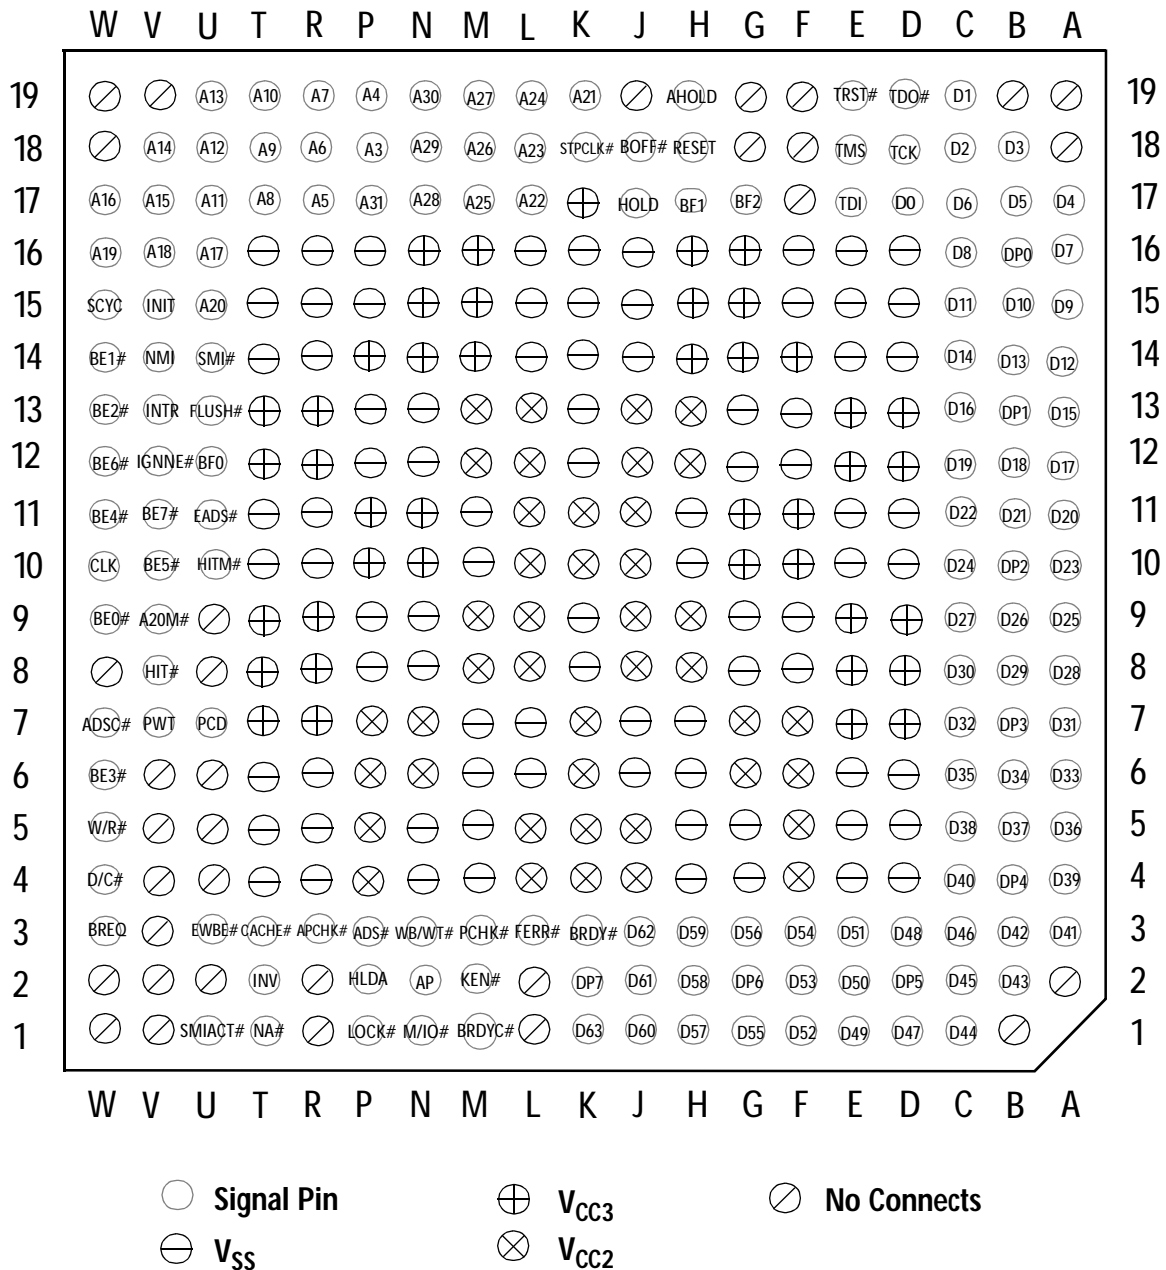 W V U T R P N M L K J H G F E D C B A
19 A13 A10 A7 A4 A30 A27 A24 A21 AHOLD TRST# TDO# D1 19
18 A14 A12 A9 A6 A3 A29 A26 A23 STPCLK# BOFF# RESET TMS TCK D2 D3 18
17 A16 A15 A11 A8 A5 A31 A28 A25 A22 HOLD BF1 BF2 TDI D0 D6 D5 D4 17
16 A19 A18 A17 D8 DP0 D7 16
15 SCYC INIT A20 D11 D10 D9 15
14 BE1# NMI SMI# D14 D13 D12 14
13 BE2# INTR FLUSH# D16 DP1 D15 13
12 BE6# IGNNE# BF0 D19 D18 D17 12
11 BE4# BE7# EADS# D22 D21 D20 11
10 CLK BE5# HITM# D24 DP2 D23 10
9 BE0# A20M# D27 D26 D25 9
8 HIT# D30 D29 D28 8
7 ADSC# PWT PCD D32 DP3 D31 7
6 BE3# D35 D34 D33 6
5 W/R# D38 D37 D36 5
4 D/C# D40 DP4 D39 4
3 BREQ EWBE# CACHE# APCHK# ADS# WB/WT# PCHK# FERR# BRDY# D62 D59 D56 D54 D51 D48 D46 D42 D41 3
2 INV HLDA AP KEN# DP7 D61 D58 DP6 D53 D50 DP5 D45 D43 2
1 SMIACT# NA# LOCK# M/IO# BRDYC# D63 D60 D57 D55 D52 D49 D47 D44 1
W V U T R P N M L K J H G F E D C B A
Signal Pin VCC3 No Connects
VSS VCC2